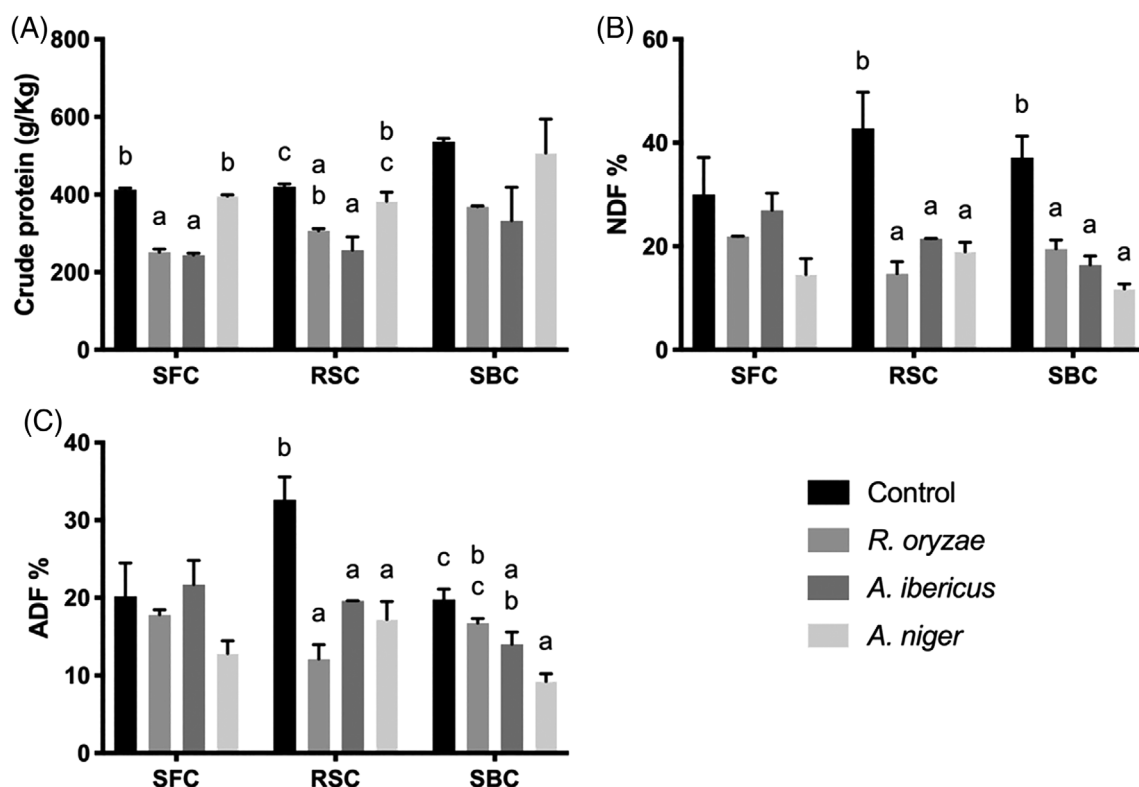 (A)
800
600
400
200
0
Crude protein (g/Kg)
b
a
a
b
c
a
b
a
b
c
SFC
RSC
SBC
(B)
60
40
20
0
NDF %
b
a
a
a
b
a
a
a
SFC
RSC
SBC
(C)
40
30
20
10
0
ADF %
b
a
a
a
c
b
c
a
b
a
SFC
RSC
SBC
Control
R. oryzae
A. ibericus
A. niger